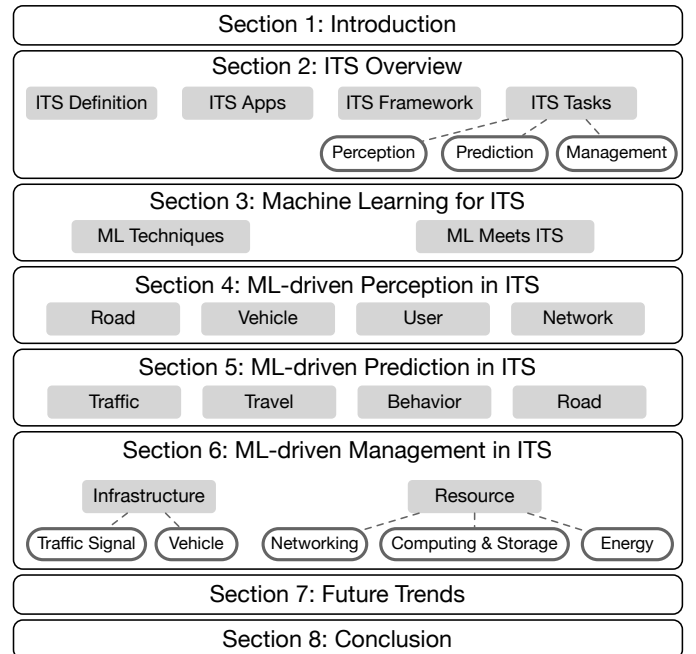 Section 1: Introduction
Section 2: ITS Overview
ITS Definition
ITS Apps
ITS Framework
ITS Tasks
Perception
Prediction
Management
Section 3: Machine Learning for ITS
ML Techniques
ML Meets ITS
Section 4: ML-driven Perception in ITS
Road
Vehicle
User
Network
Section 5: ML-driven Prediction in ITS
Traffic
Travel
Behavior
Road
Section 6: ML-driven Management in ITS
Infrastructure
Resource
Traffic Signal
Vehicle
Networking
Computing & Storage
Energy
Section 7: Future Trends
Section 8: Conclusion